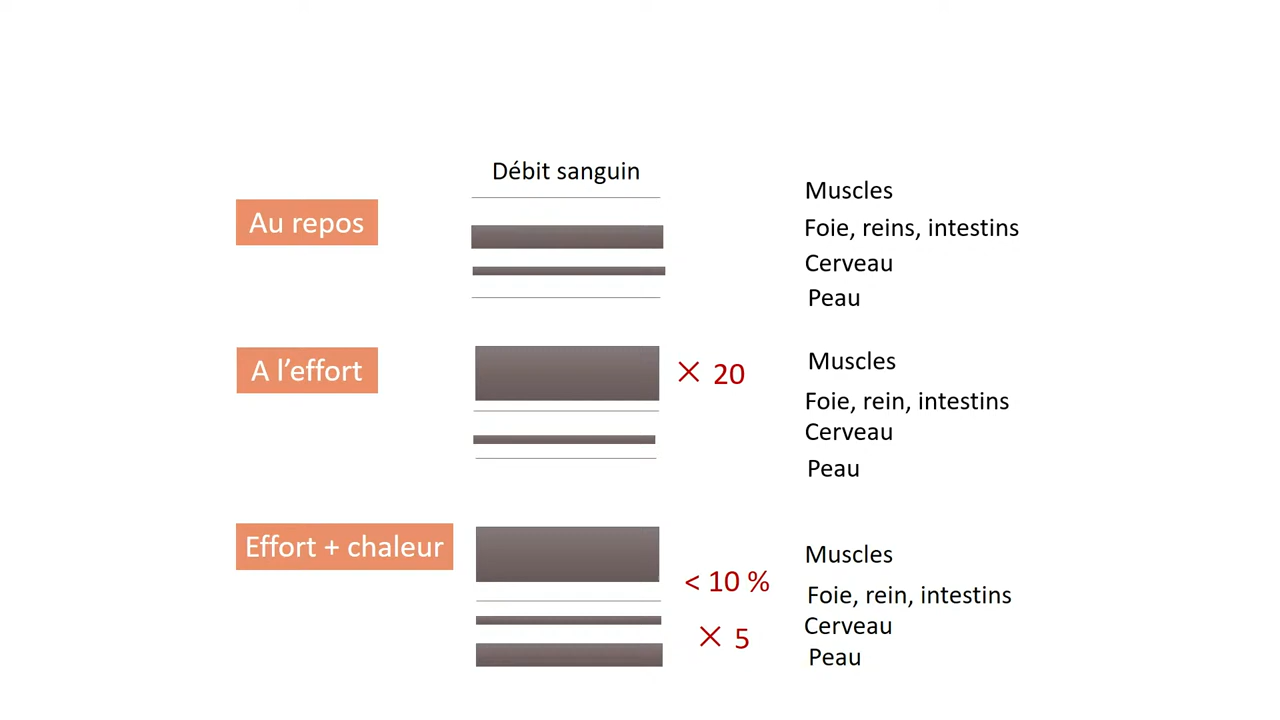 Débit sanguin
Au repos
Muscles
Foie, reins, intestins
Cerveau
Peau
A l’effort
× 20
Muscles
Foie, rein, intestins
Cerveau
Peau
Effort + chaleur
< 10 %
× 5
Muscles
Foie, rein, intestins
Cerveau
Peau